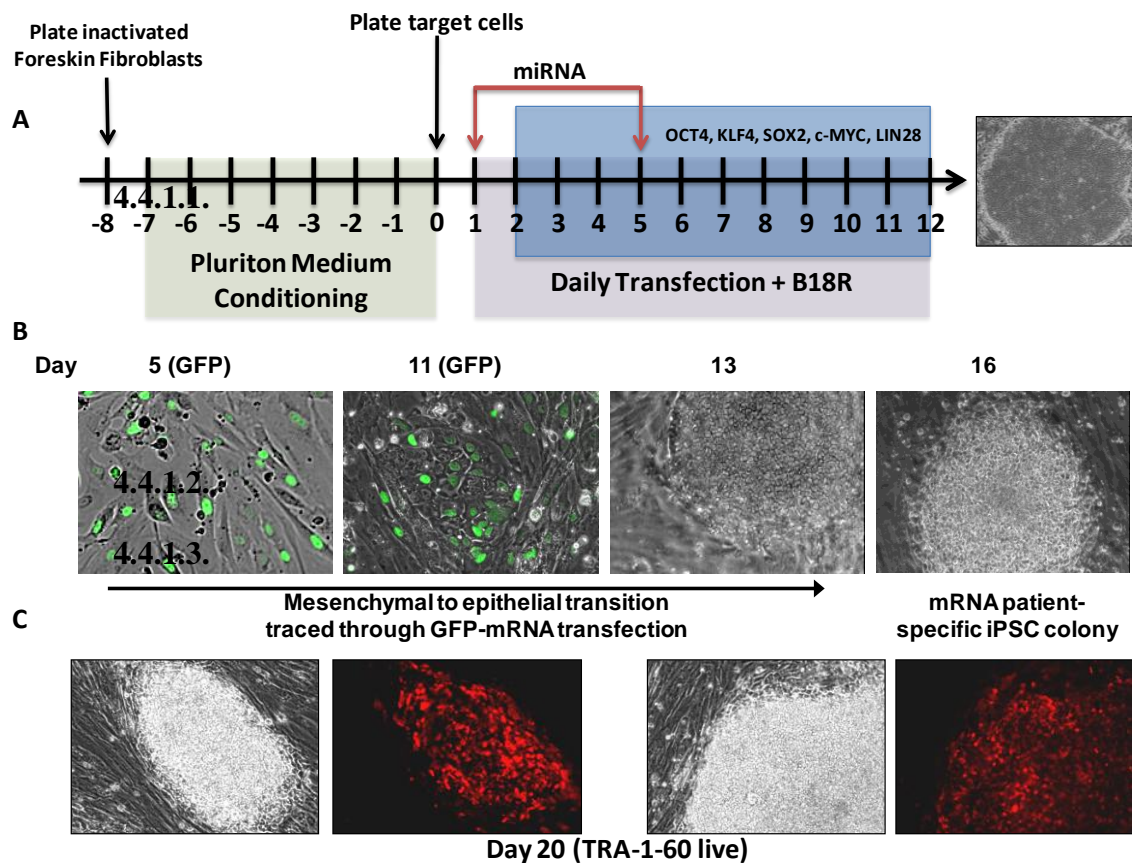 Plate inactivated
Foreskin Fibroblasts
Plate target cells
miRNA
A
OCT4, KLF4, SOX2, c-MYC, LIN28
4.4.1.1.
-8 -7 -6 -5 -4 -3 -2 -1 0 1 2 3 4 5 6 7 8 9 10 11 12
Pluriton Medium
Conditioning
Daily Transfection + B18R
B
Day 5 (GFP) 11 (GFP) 13 16
4.4.1.2.
4.4.1.3.
Mesenchymal to epithelial transition
traced through GFP-mRNA transfection
mRNA patient-
specific iPSC colony
C
Day 20 (TRA-1-60 live)